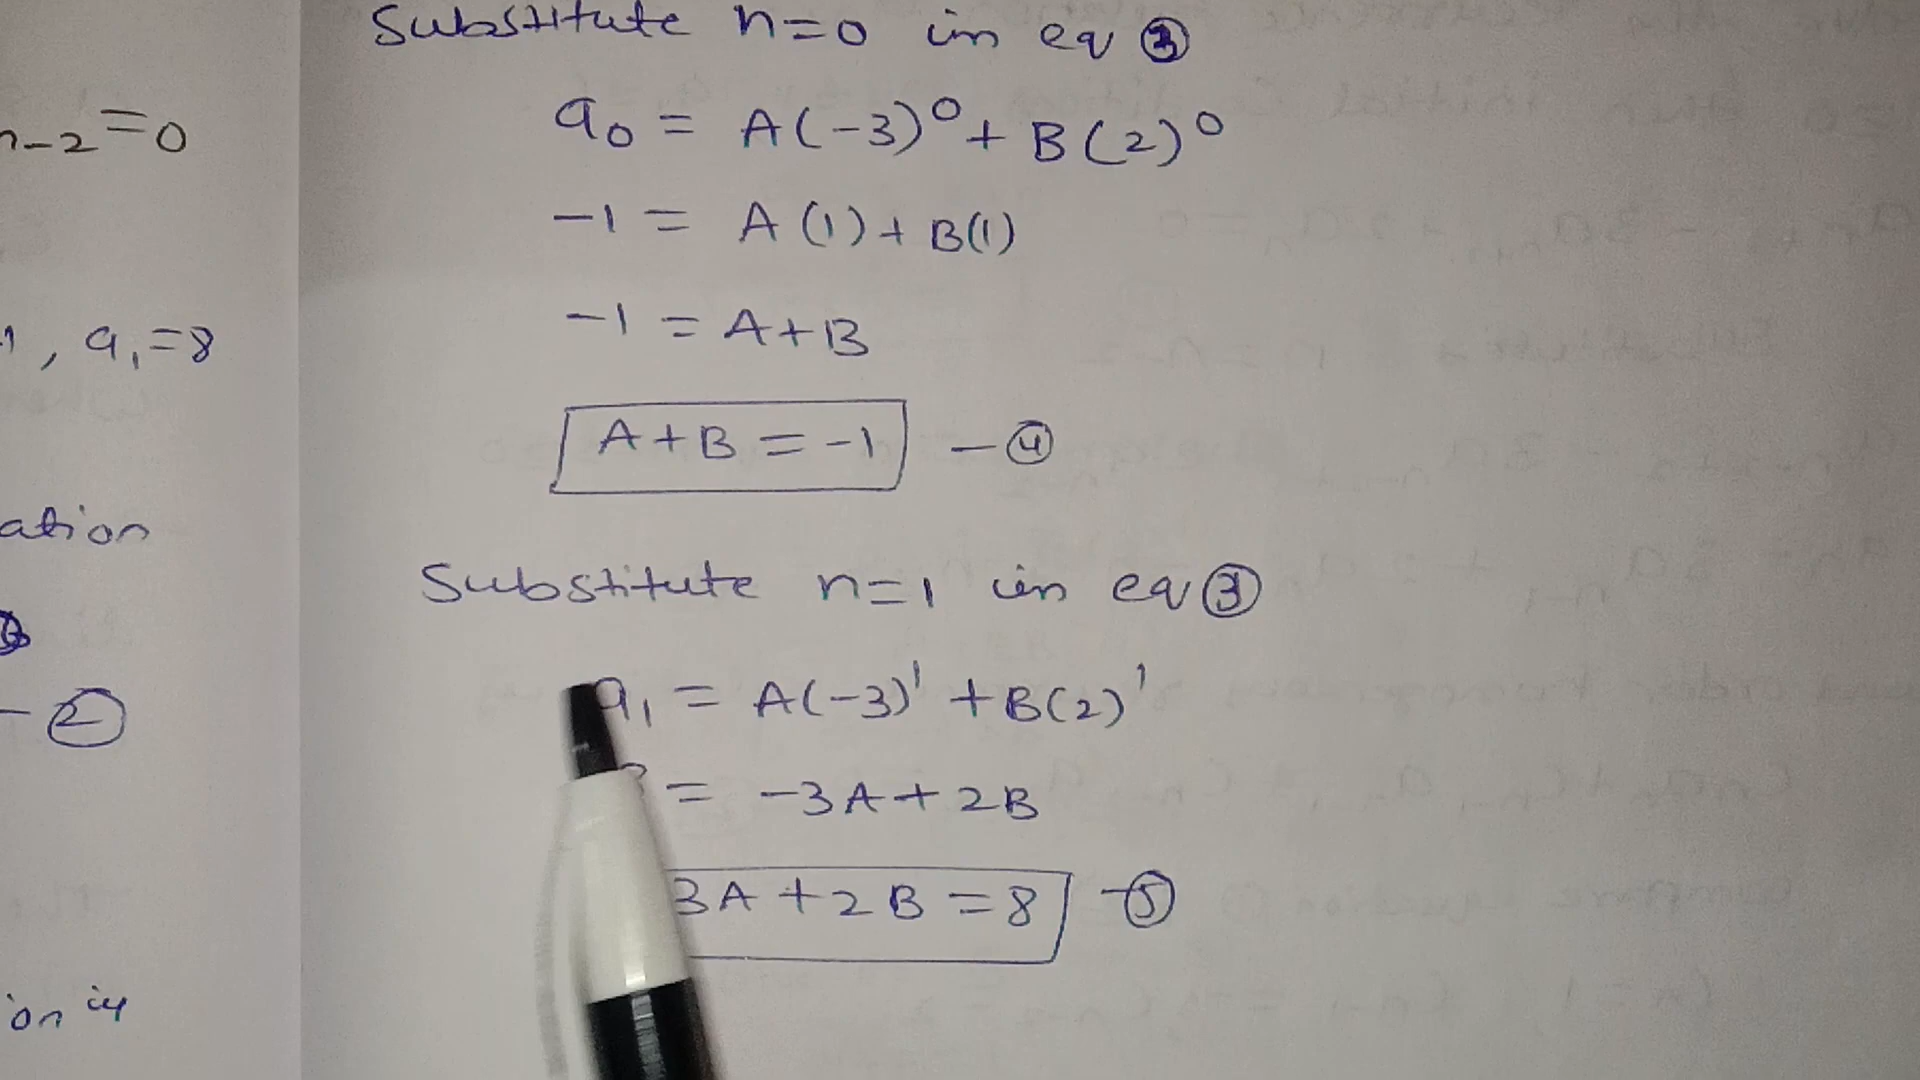 n-2=0
1, a₁=8
ation
- ②
ion is
Substitute n=0 in eq ③
a₀ = A(-3)⁰ + B(2)⁰
-1 = A(1) + B(1)
-1 = A+B
A+B = -1 - ④
Substitute n=1 in eq ③
a₁ = A(-3)¹ + B(2)¹
= -3A + 2B
3A + 2B = 8 - ⑤